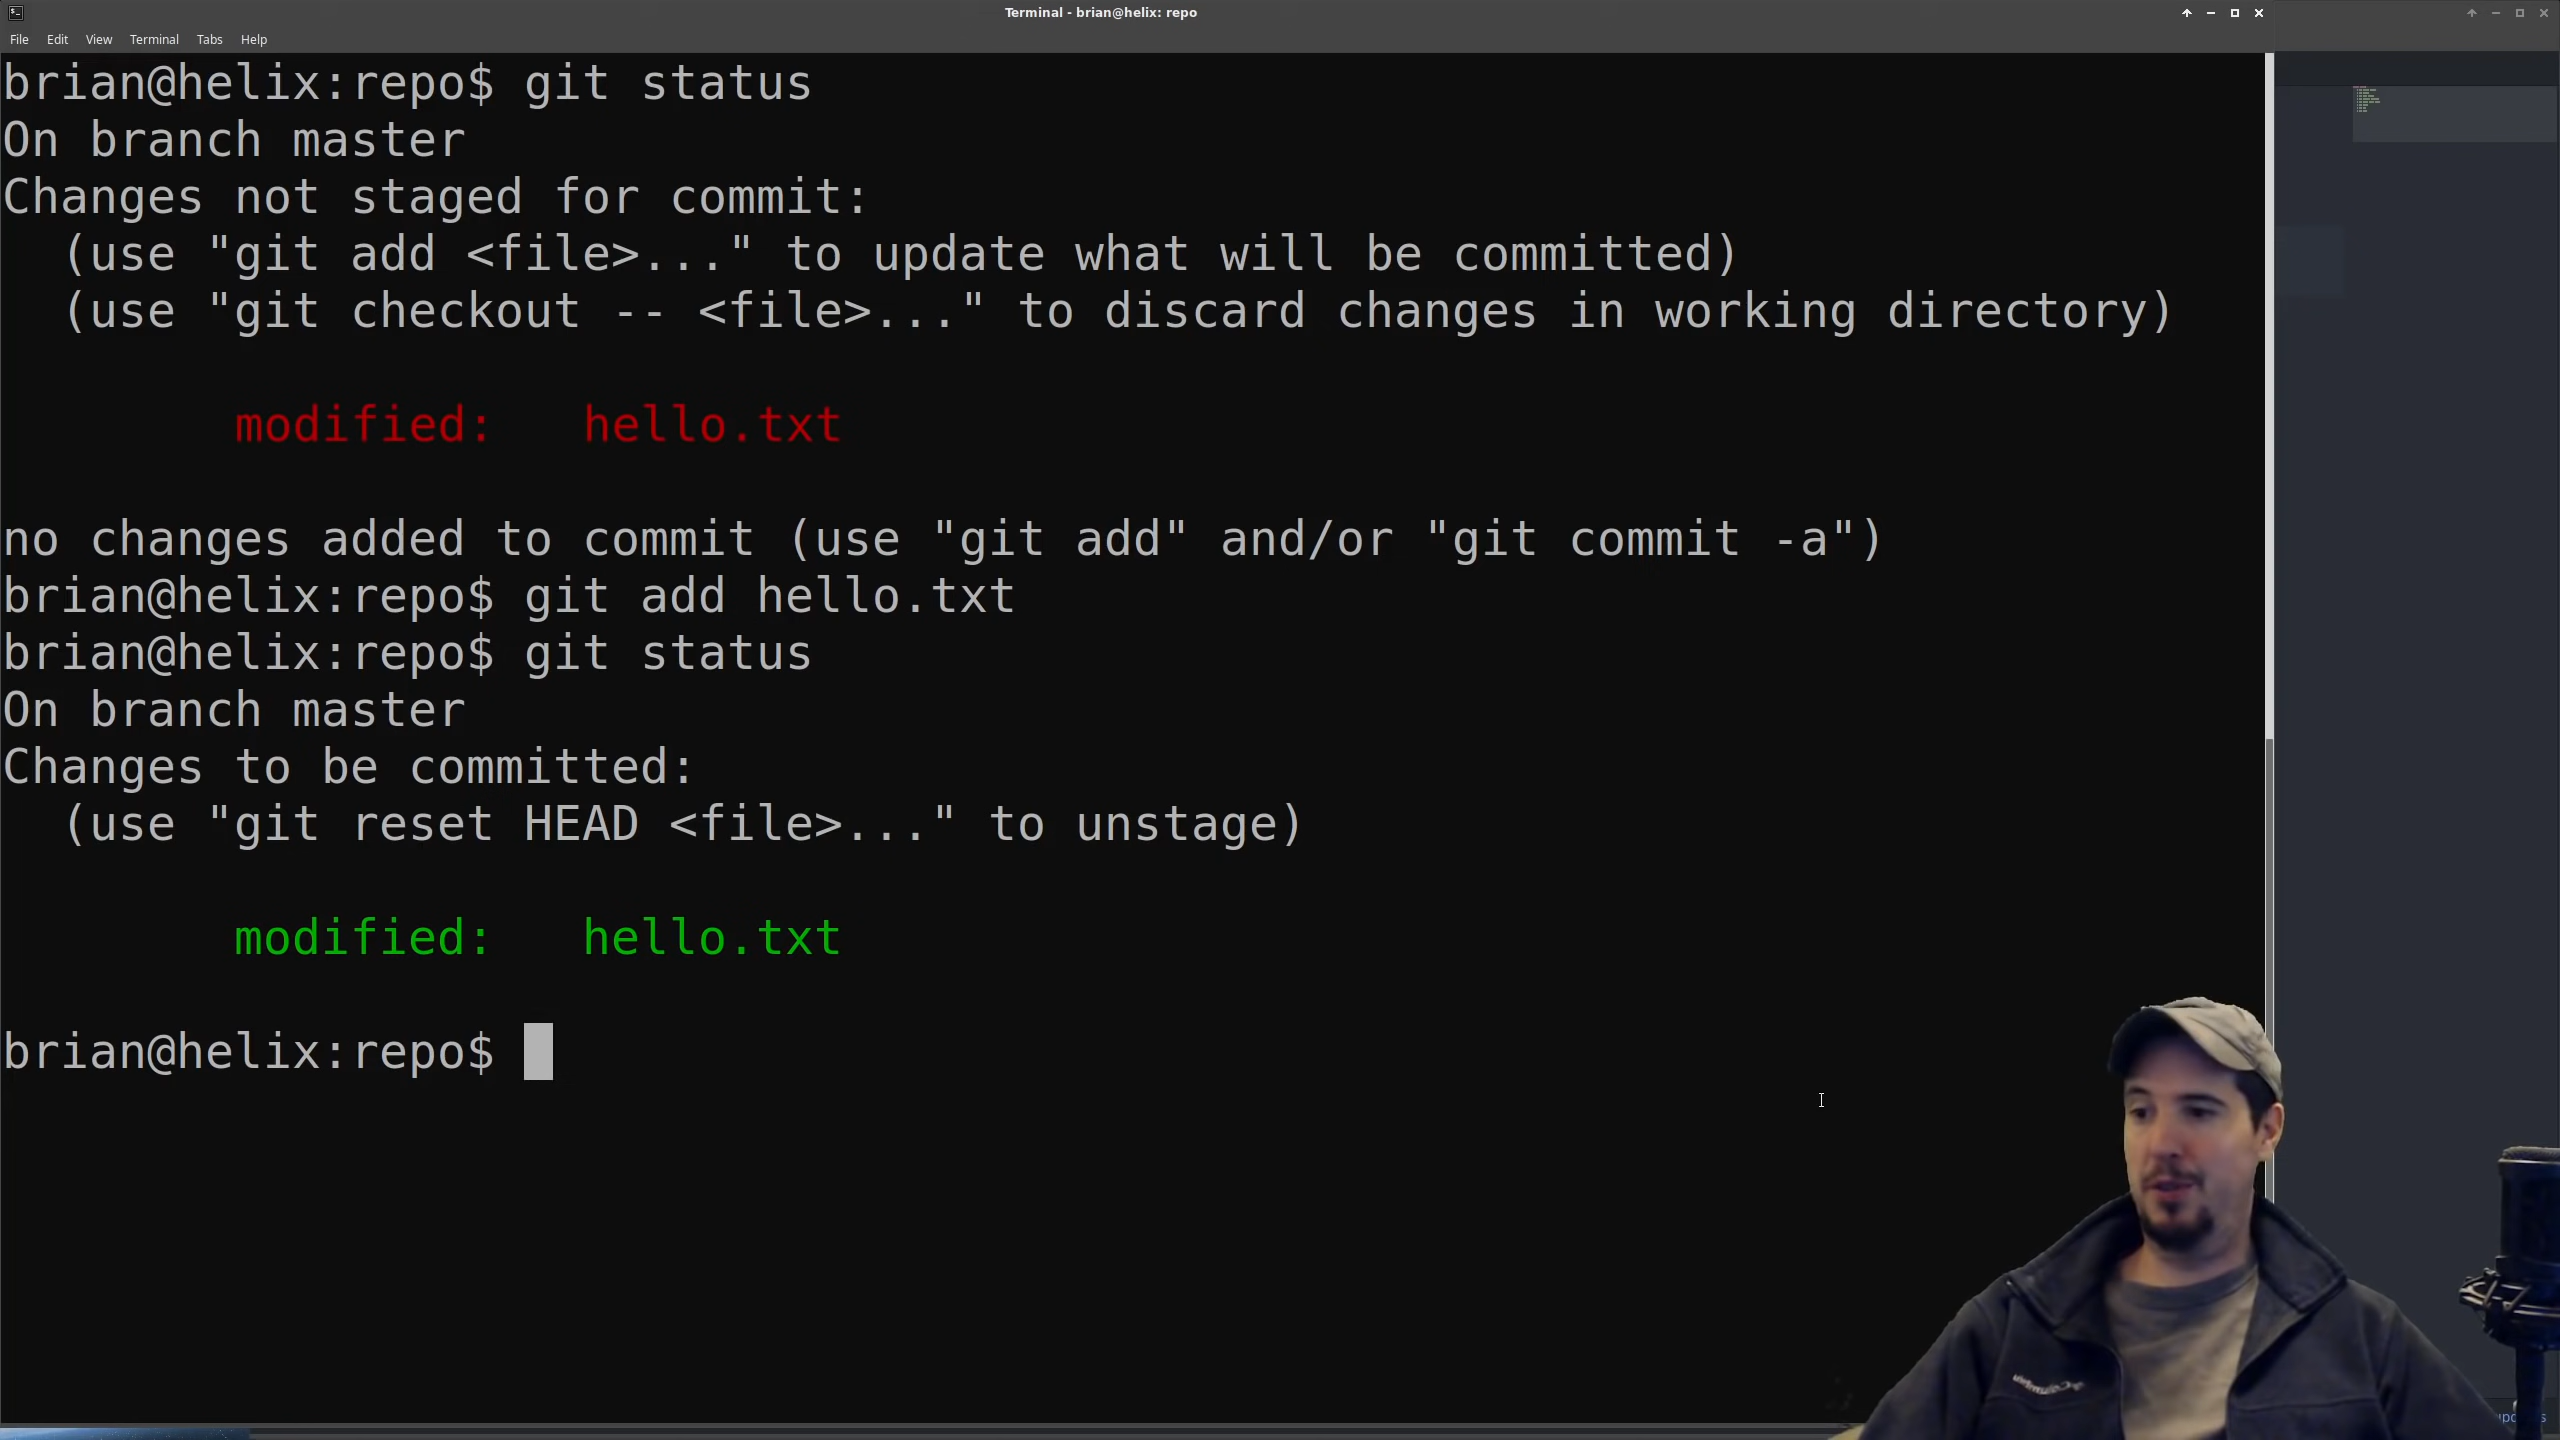 Terminal - brian@helix: repo
File Edit View Terminal Tabs Help
brian@helix:repo$ git status
On branch master
Changes not staged for commit:
  (use "git add <file>..." to update what will be committed)
  (use "git checkout -- <file>..." to discard changes in working directory)
        modified:   hello.txt
no changes added to commit (use "git add" and/or "git commit -a")
brian@helix:repo$ git add hello.txt
brian@helix:repo$ git status
On branch master
Changes to be committed:
  (use "git reset HEAD <file>..." to unstage)
        modified:   hello.txt
brian@helix:repo$